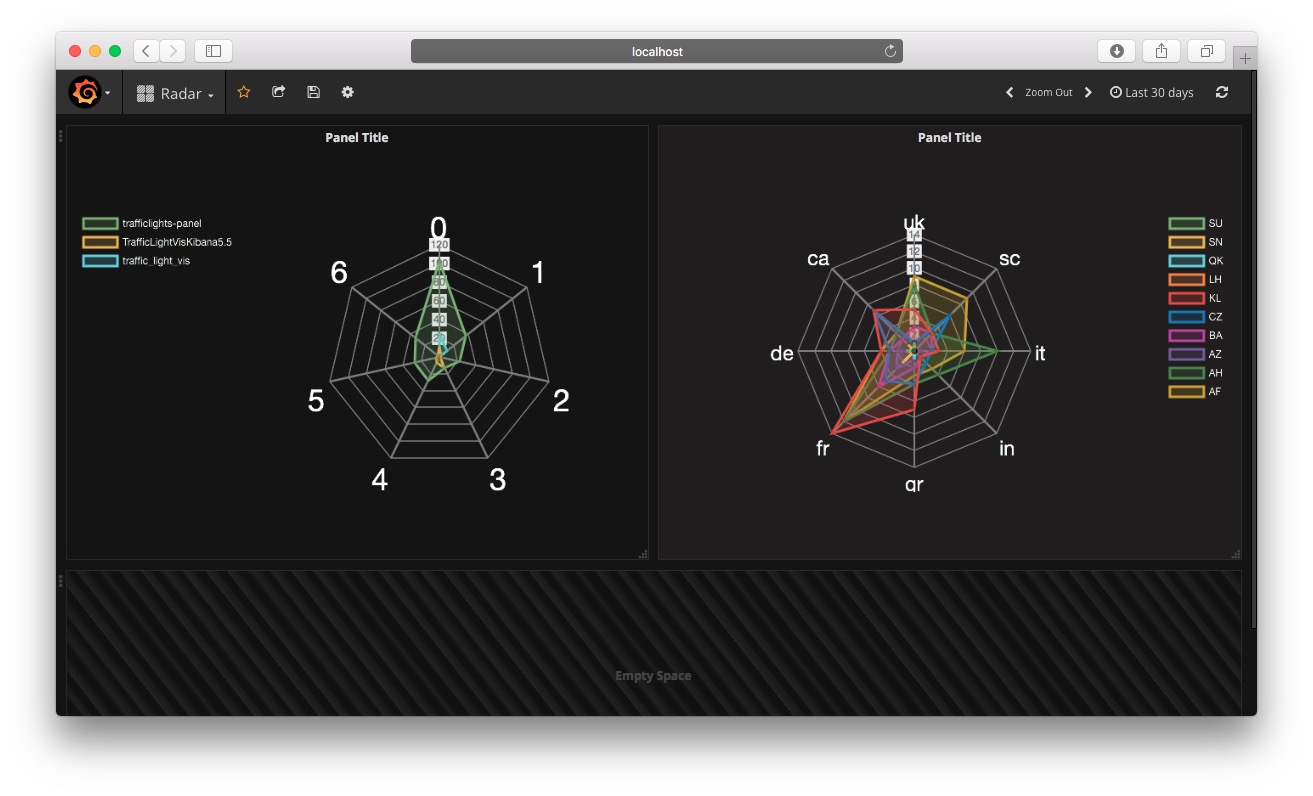 localhost
Radar
Zoom Out
Last 30 days
Panel Title
trafficlights-panel
TrafficLightVisKibana5.5
traffic_light_vis
0
1
2
3
4
5
6
120
100
80
60
40
20
Panel Title
uk
sc
it
in
gr
fr
de
ca
14
12
10
SU
SN
QK
LH
KL
CZ
BA
AZ
AH
AF
Empty Space